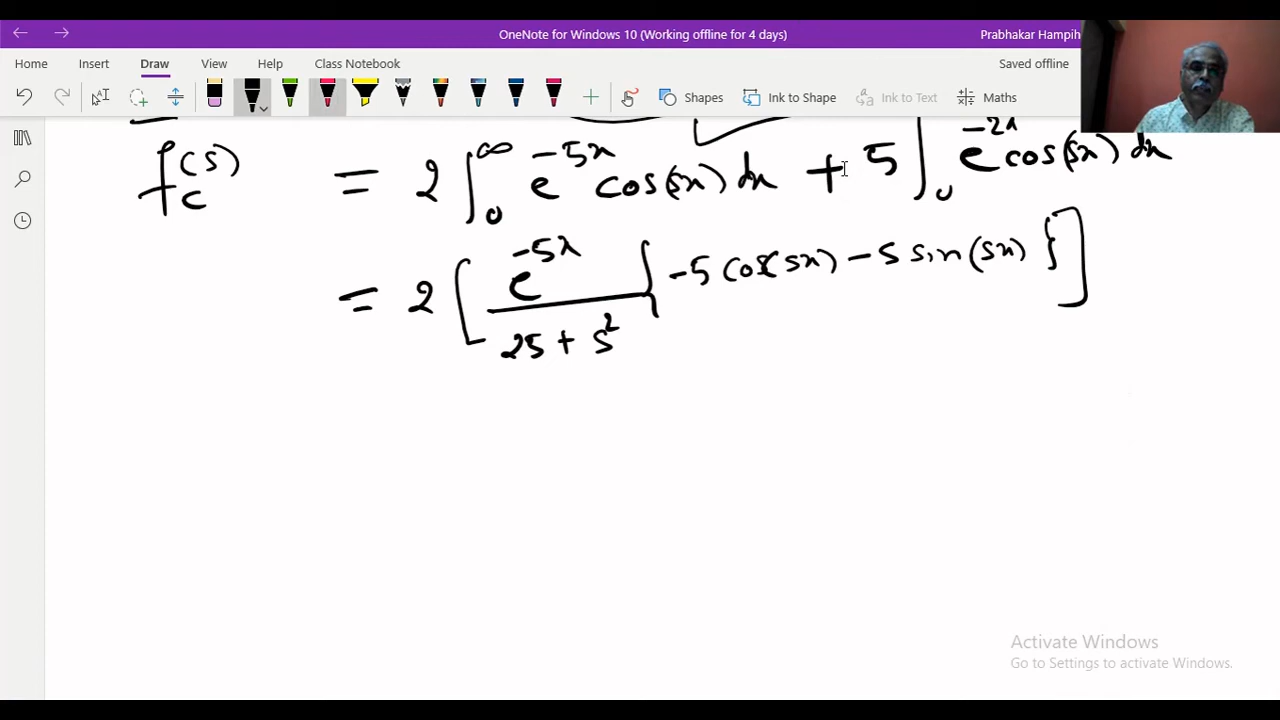 OneNote for Windows 10 (Working offline for 4 days)
Prabhakar Hampih
Home Insert Draw View Help Class Notebook Saved offline
Shapes Ink to Shape Ink to Text Maths
F_c(s) = 2 ∫_0^∞ e^{-5x} cos(sx) dx + 5 ∫_0 e^{-2x} cos(sx) dx
= 2 [ e^{-5x} / (25 + s^2) { -5 cos(sx) - s sin(sx) } ]
Activate Windows
Go to Settings to activate Windows.